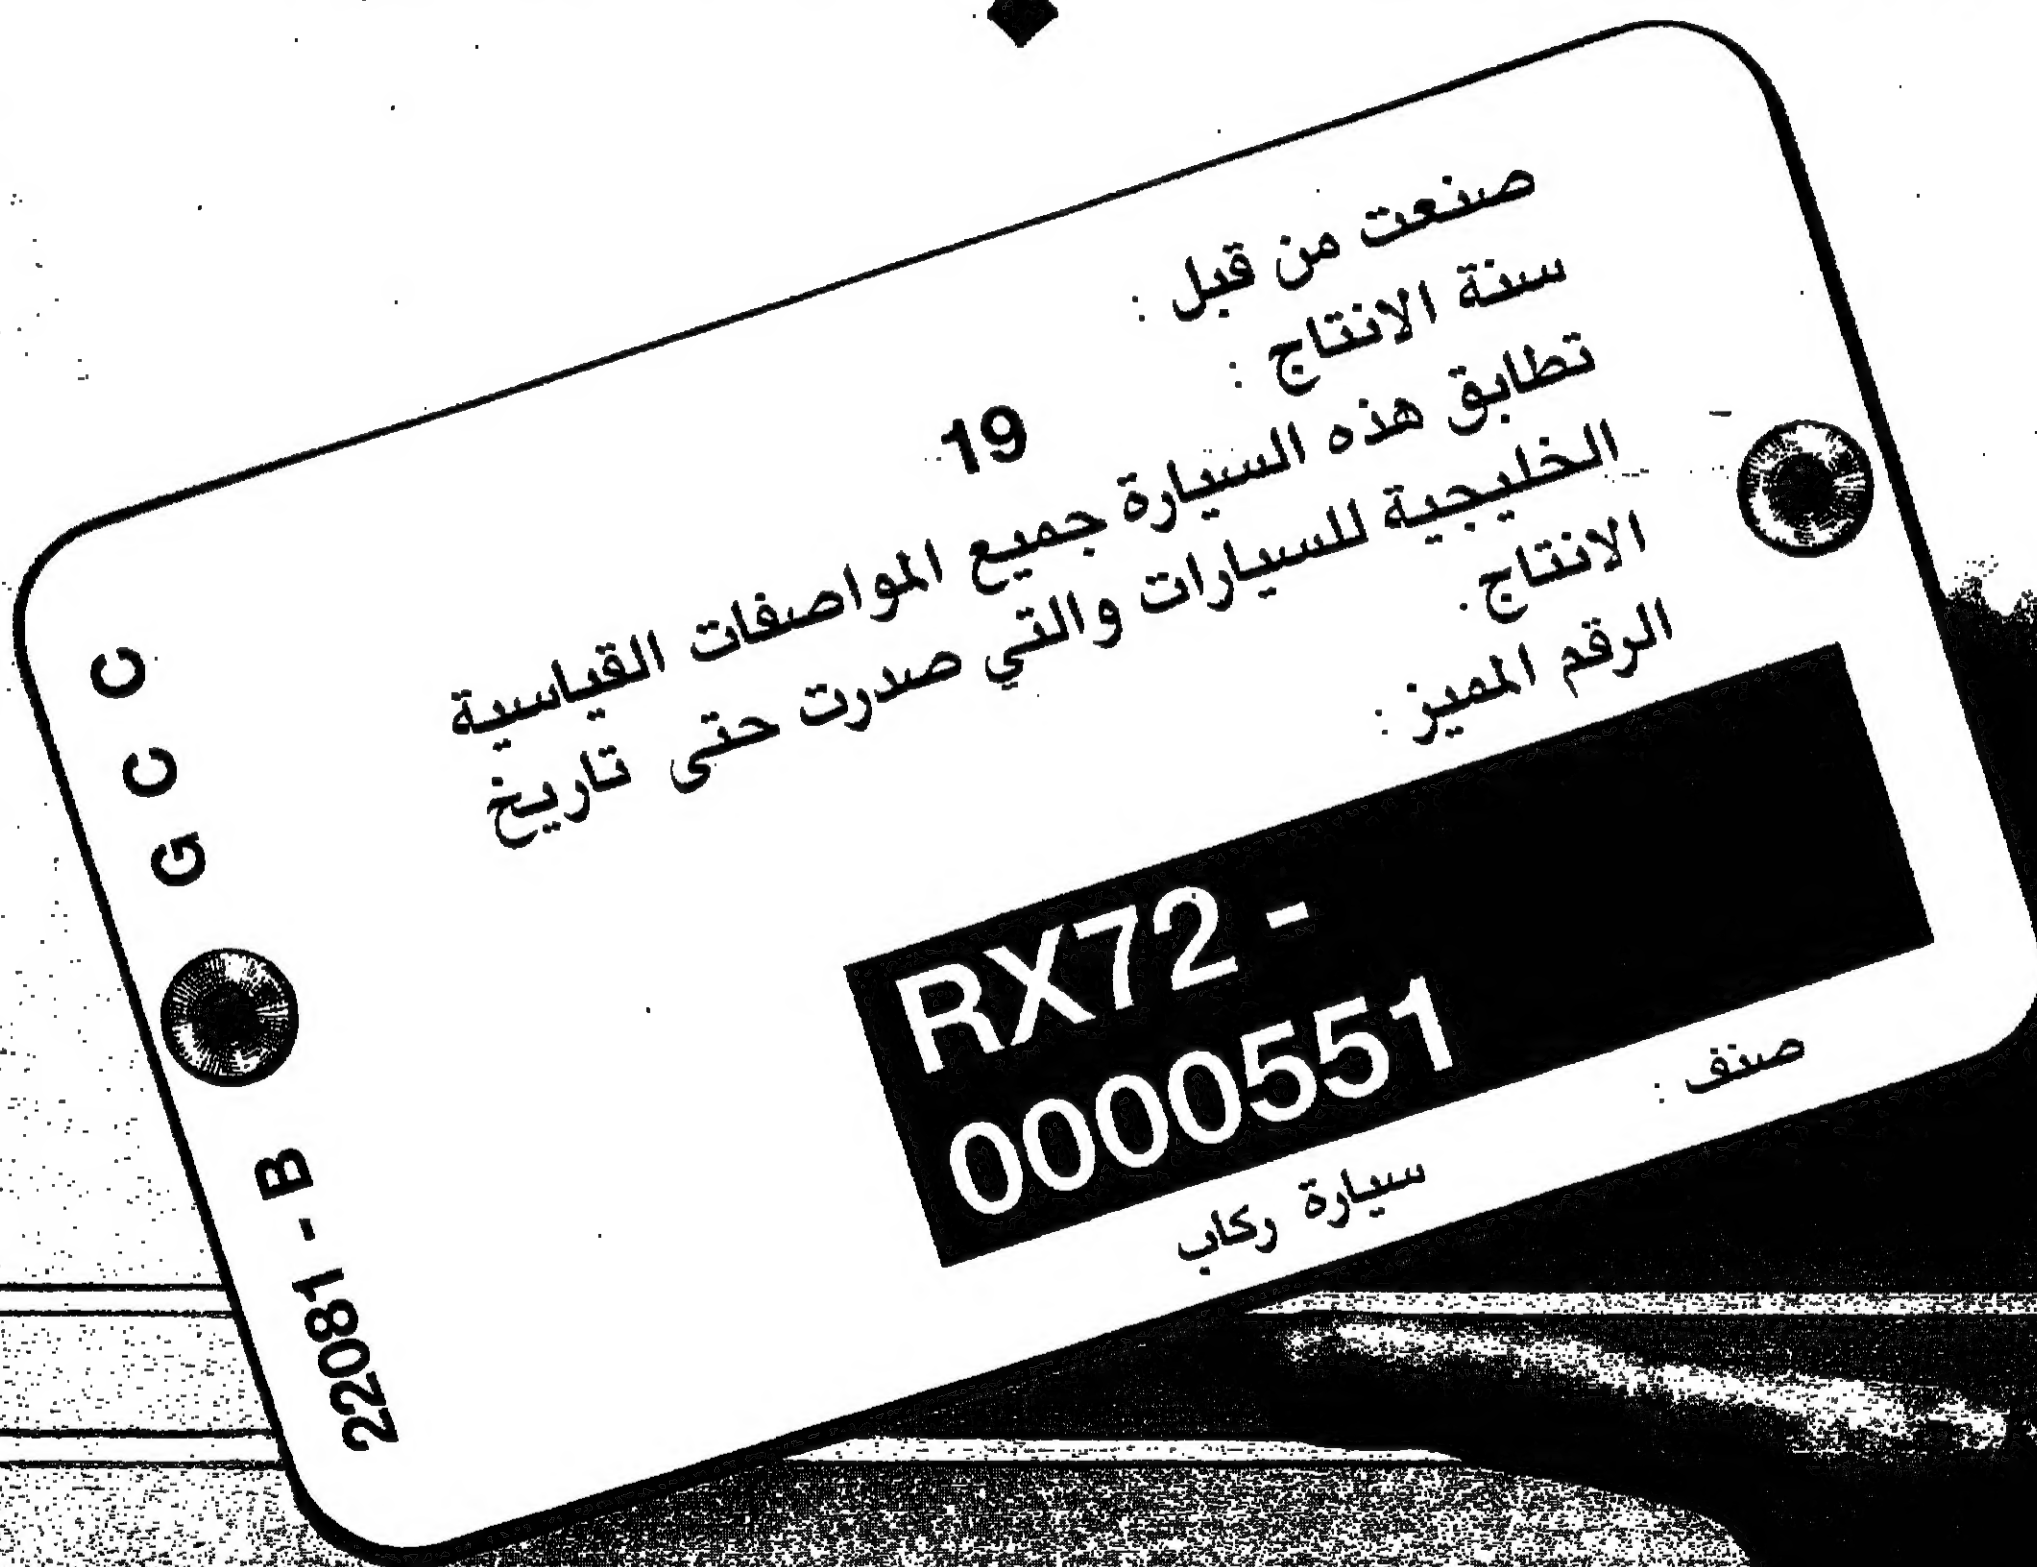 صنعت من قبل :
سنة الانتاج : 19
تطابق هذه السيارة جميع المواصفات القياسية
الخليجية للسيارات والتي صدرت حتى تاريخ
الانتاج.
الرقم المميز :
RX72 -
0000551
صنف : سيارة ركاب
22081 - B G C C